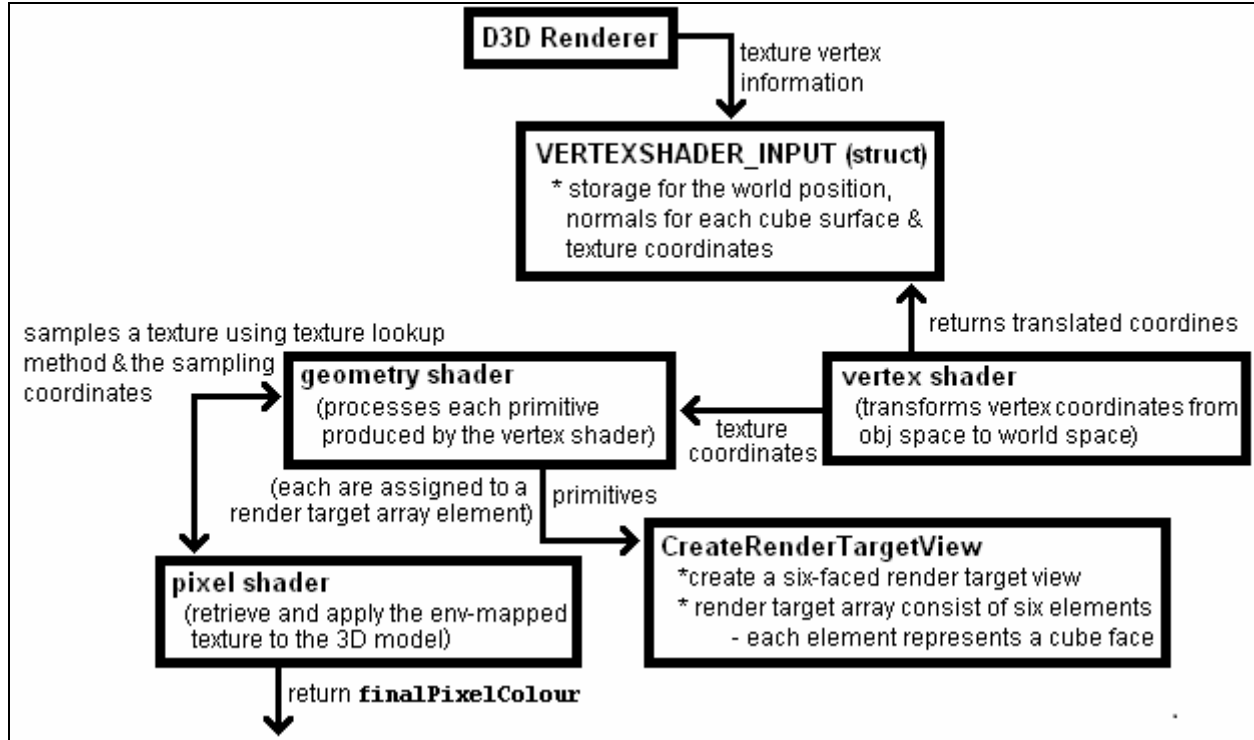 D3D Renderer
texture vertex
information
VERTEXSHADER_INPUT (struct)
* storage for the world position,
normals for each cube surface &
texture coordinates
returns translated coordines
samples a texture using texture lookup
method & the sampling
coordinates
geometry shader
(processes each primitive
produced by the vertex shader)
vertex shader
(transforms vertex coordinates from
obj space to world space)
texture
coordinates
(each are assigned to a
render target array element)
primitives
CreateRenderTargetView
*create a six-faced render target view
* render target array consist of six elements
- each element represents a cube face
pixel shader
(retrieve and apply the env-mapped
texture to the 3D model)
return finalPixelColour